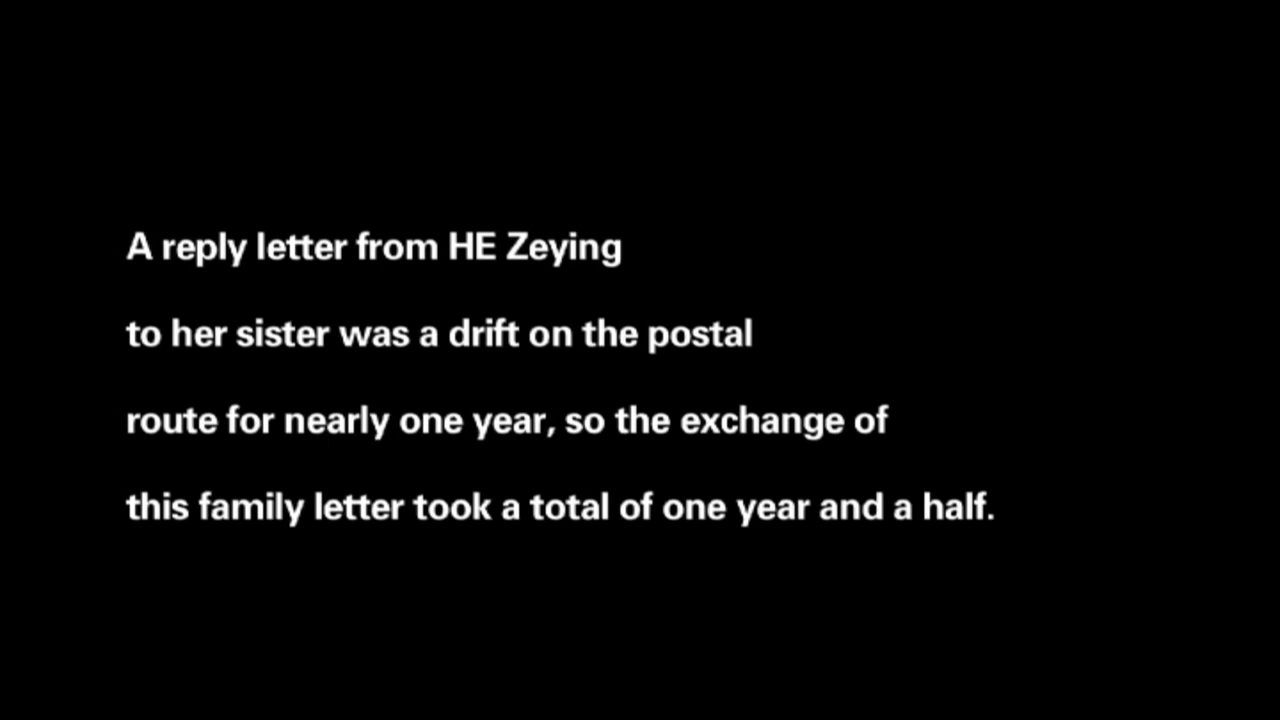 A reply letter from HE Zeying
to her sister was a drift on the postal
route for nearly one year, so the exchange of
this family letter took a total of one year and a half.